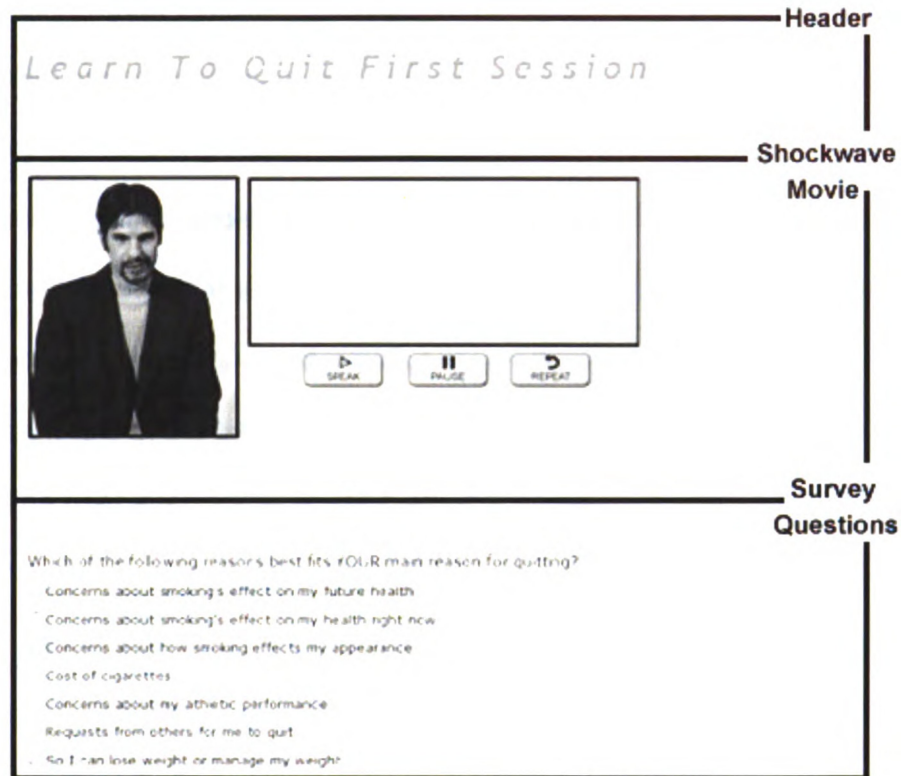 Header
Learn To Quit First Session
Shockwave
Movie
SPEAK
PAUSE
REPEAT
Survey
Questions
Which of the following reasons best fits YOUR main reason for quitting?
Concerns about smoking's effect on my future health
Concerns about smoking's effect on my health right now
Concerns about how smoking effects my appearance
Cost of cigarettes
Concerns about my athletic performance
Requests from others for me to quit
So I can lose weight or manage my weight